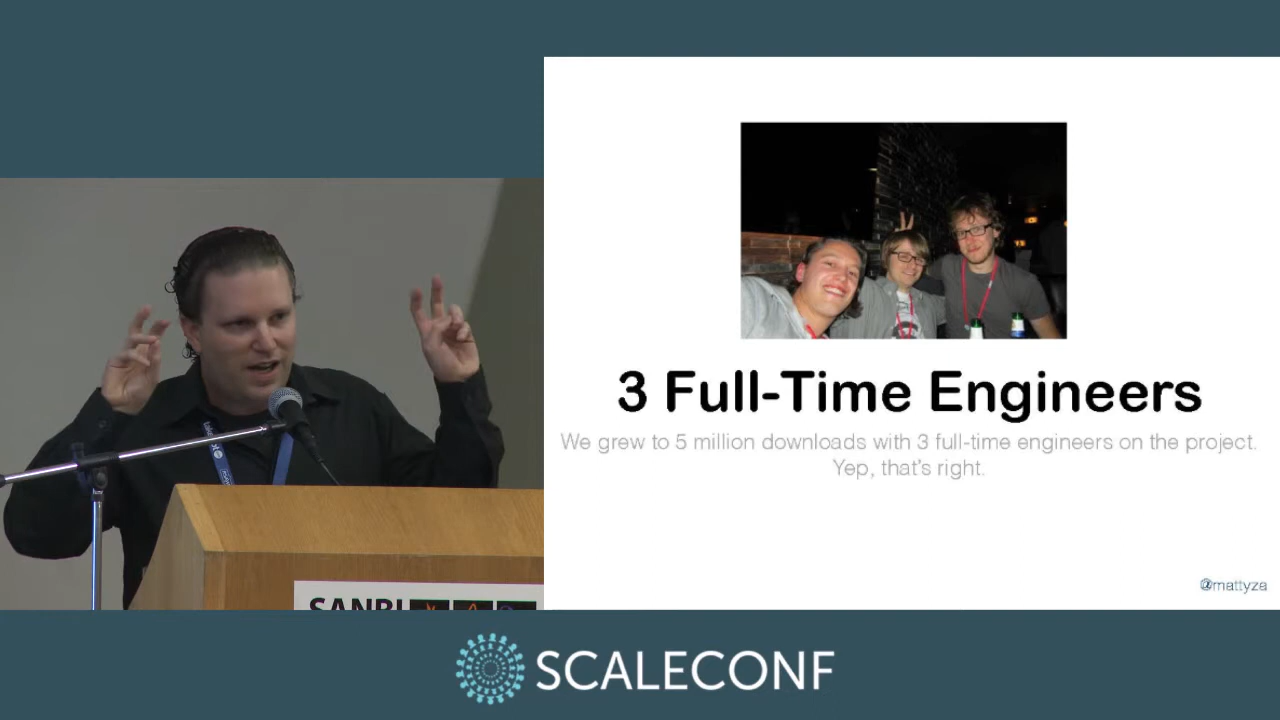 3 Full-Time Engineers
We grew to 5 million downloads with 3 full-time engineers on the project.
Yep, that's right.
@mattyza
SANBI
SCALECONF